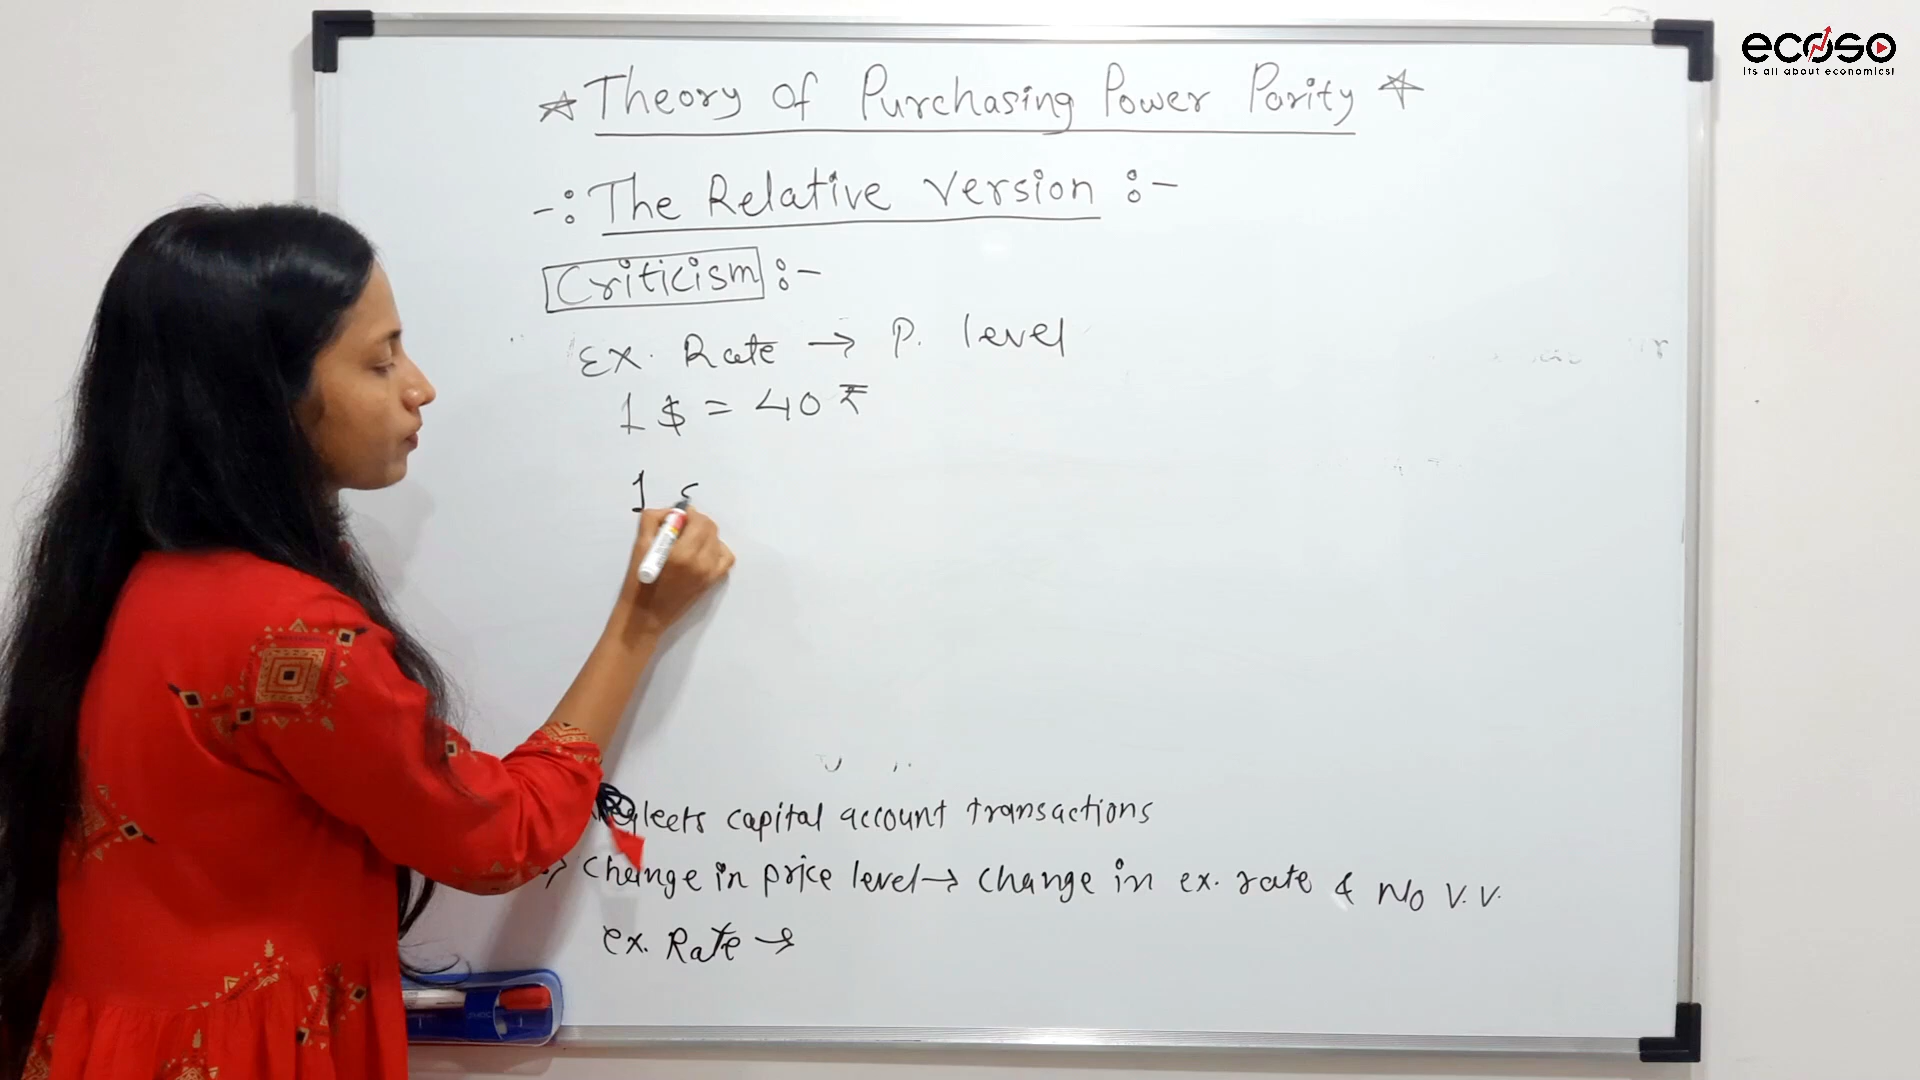 ecoso
its all about economics!
☆ Theory Of Purchasing Power Parity ☆
-: The Relative Version :-
Criticism :-
Ex. Rate → P. level
1 $ = 40 ₹
1
capital account transactions
→ Change in price level → Change in ex. rate & No V.V.
ex. Rate →